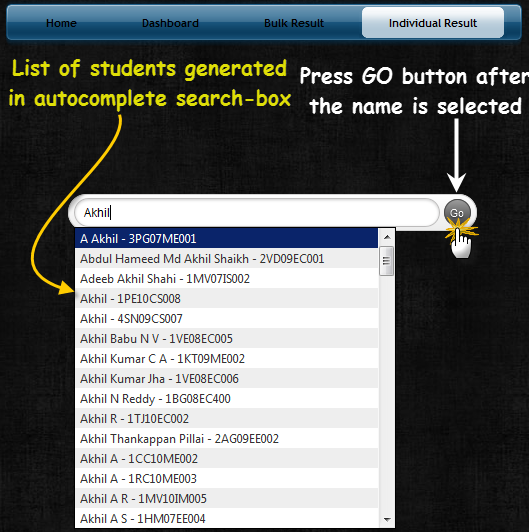 Home Dashboard Bulk Result Individual Result
List of students generated
in autocomplete search-box
Press GO button after
the name is selected
Akhil
Go
A Akhil - 3PG07ME001
Abdul Hameed Md Akhil Shaikh - 2VD09EC001
Adeeb Akhil Shahi - 1MV07IS002
Akhil - 1PE10CS008
Akhil - 4SN09CS007
Akhil Babu N V - 1VE08EC005
Akhil Kumar C A - 1KT09ME002
Akhil Kumar Jha - 1VE08EC006
Akhil N Reddy - 1BG08EC400
Akhil R - 1TJ10EC002
Akhil Thankappan Pillai - 2AG09EE002
Akhil A - 1CC10ME002
Akhil A - 1RC10ME003
Akhil A R - 1MV10IM005
Akhil A S - 1HM07EE004